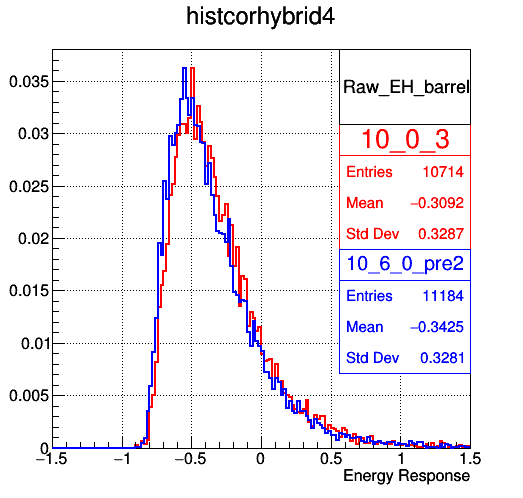 histcorhybrid4
Raw_EH_barrel
10_0_3
Entries 10714
Mean −0.3092
Std Dev 0.3287
10_6_0_pre2
Entries 11184
Mean −0.3425
Std Dev 0.3281
0.035
0.03
0.025
0.02
0.015
0.01
0.005
0
−1.5 −1 −0.5 0 0.5 1 1.5
Energy Response